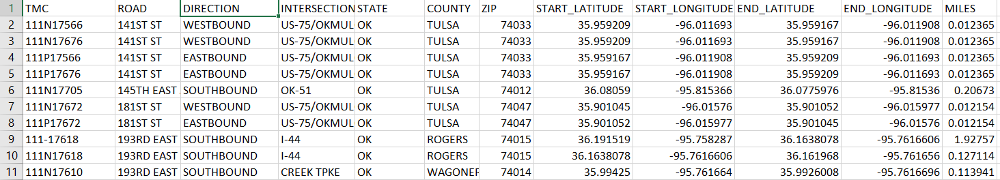 1 TMC ROAD DIRECTION INTERSECTION STATE COUNTY ZIP START_LATITUDE START_LONGITUDE END_LATITUDE END_LONGITUDE MILES
2 111N17566 141ST ST WESTBOUND US-75/OKMUL OK TULSA 74033 35.959209 -96.011693 35.959167 -96.011908 0.012365
3 111N17676 141ST ST WESTBOUND US-75/OKMUL OK TULSA 74033 35.959209 -96.011693 35.959167 -96.011908 0.012365
4 111P17566 141ST ST EASTBOUND US-75/OKMUL OK TULSA 74033 35.959167 -96.011908 35.959209 -96.011693 0.012365
5 111P17676 141ST ST EASTBOUND US-75/OKMUL OK TULSA 74033 35.959167 -96.011908 35.959209 -96.011693 0.012365
6 111N17705 145TH EAST SOUTHBOUND OK-51 OK TULSA 74012 36.08059 -95.815366 36.0775976 -95.81536 0.20673
7 111N17672 181ST ST WESTBOUND US-75/OKMUL OK TULSA 74047 35.901045 -96.01576 35.901052 -96.015977 0.012154
8 111P17672 181ST ST EASTBOUND US-75/OKMUL OK TULSA 74047 35.901052 -96.015977 35.901045 -96.01576 0.012154
9 111-17618 193RD EAST SOUTHBOUND I-44 OK ROGERS 74015 36.191519 -95.758287 36.1638078 -95.7616606 1.92757
10 111N17618 193RD EAST SOUTHBOUND I-44 OK ROGERS 74015 36.1638078 -95.7616606 36.161968 -95.761656 0.127114
11 111N17610 193RD EAST SOUTHBOUND CREEK TPKE OK WAGONER 74014 35.99425 -95.761664 35.9926008 -95.7616696 0.113941